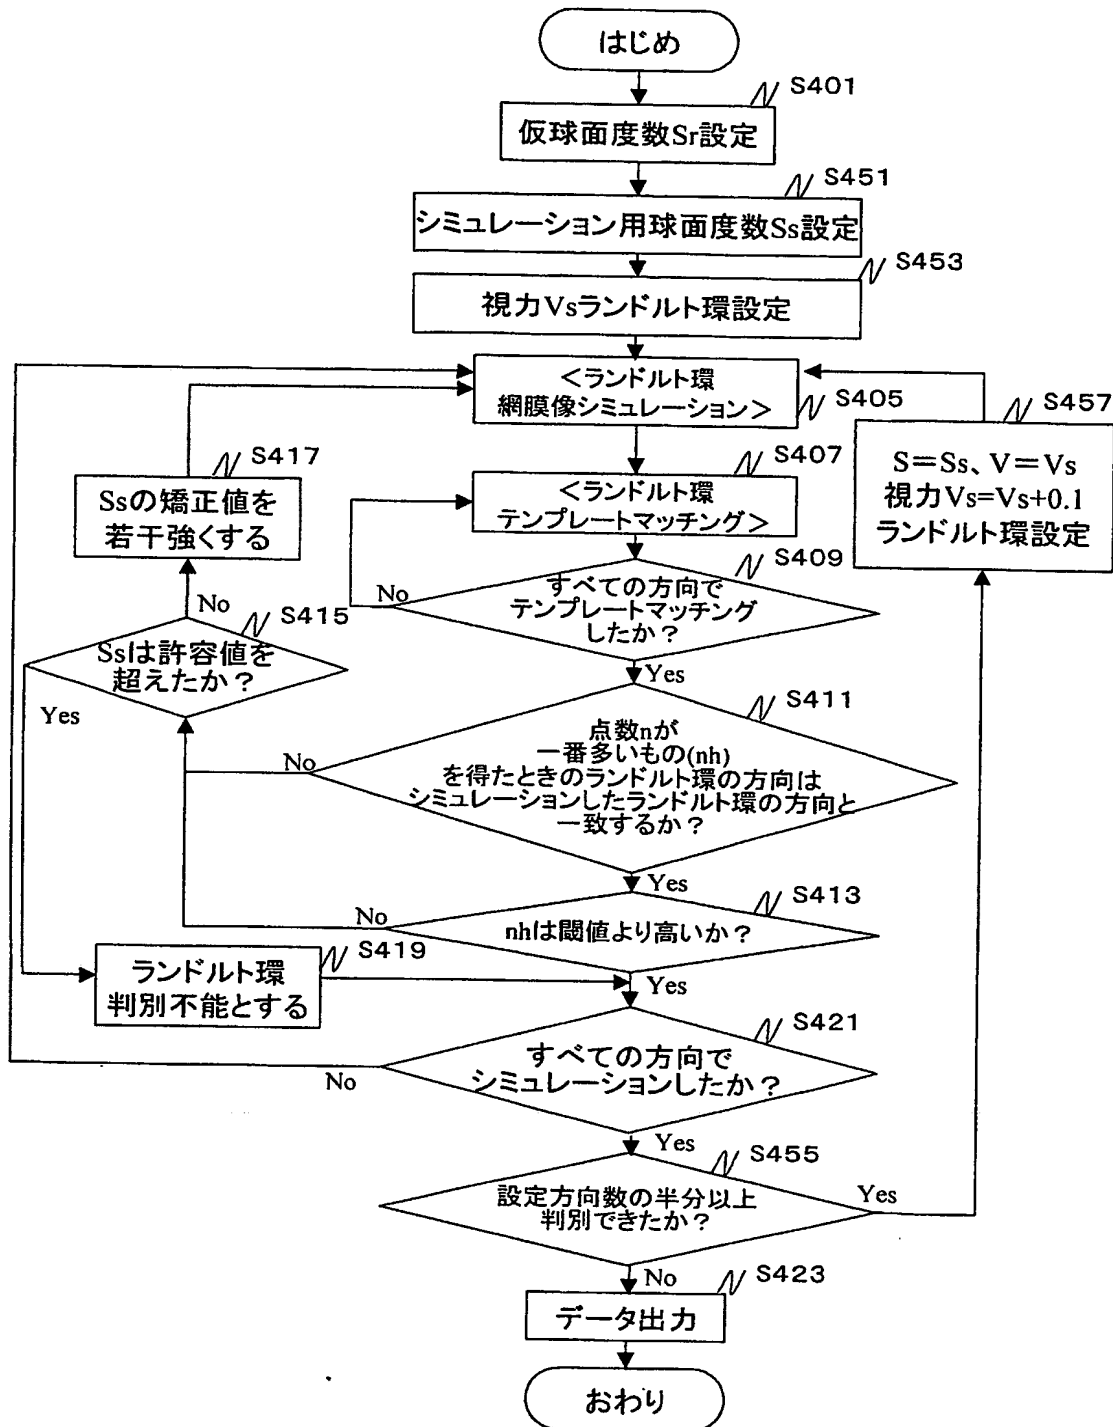 はじめ
S401
仮球面度数Sr設定
S451
シミュレーション用球面度数Ss設定
S453
視力Vsランドルト環設定
<ランドルト環
網膜像シミュレーション>
S405
S457
S=Ss、V=Vs
視力Vs=Vs+0.1
ランドルト環設定
S417
Ssの矯正値を
若干強くする
S407
<ランドルト環
テンプレートマッチング>
S409
すべての方向で
テンプレートマッチング
したか？
No
Yes
No
S415
Ssは許容値を
超えたか？
Yes
S411
点数nが
一番多いもの(nh)
を得たときのランドルト環の方向は
シミュレーションしたランドルト環の方向と
一致するか？
No
Yes
S413
nhは閾値より高いか？
No
Yes
S419
ランドルト環
判別不能とする
S421
すべての方向で
シミュレーションしたか？
No
Yes
S455
設定方向数の半分以上
判別できたか？
Yes
No
S423
データ出力
おわり